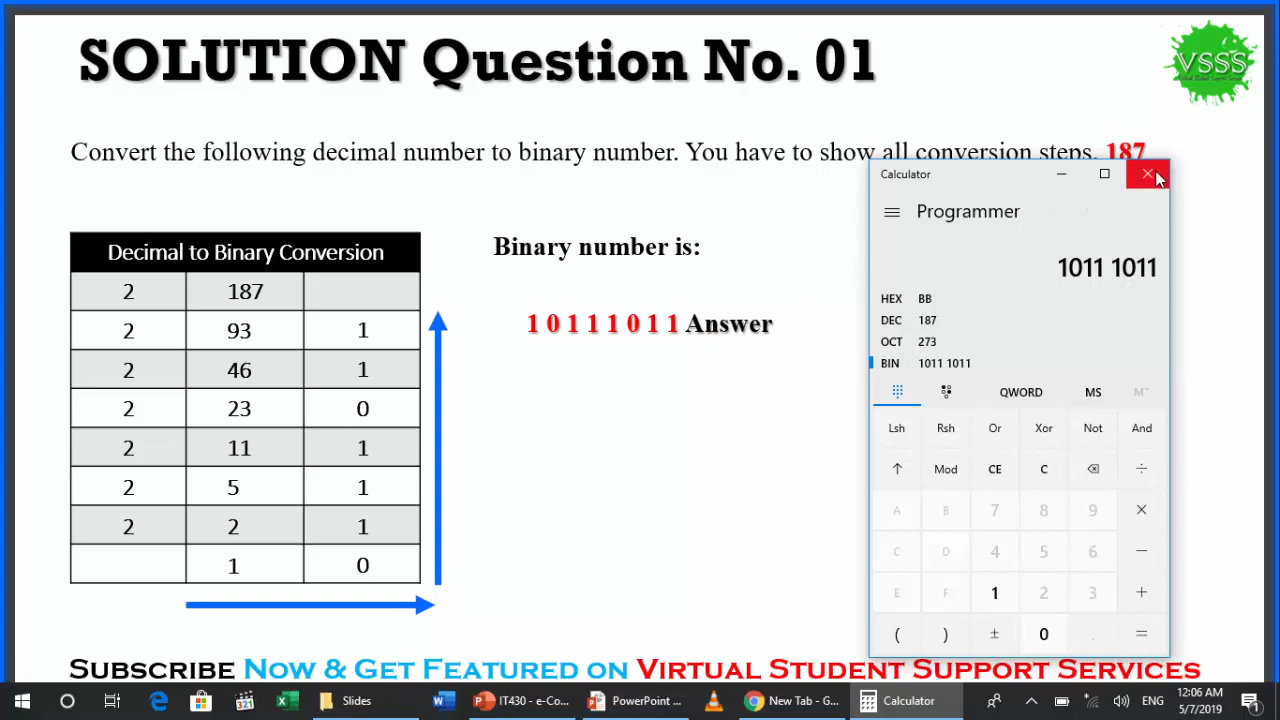 SOLUTION Question No. 01
VSSS
Convert the following decimal number to binary number. You have to show all conversion steps. 187
Decimal to Binary Conversion
2 187
2 93 1
2 46 1
2 23 0
2 11 1
2 5 1
2 2 1
1 0
Binary number is:
1 0 1 1 1 0 1 1 Answer
Calculator
Programmer
1011 1011
HEX BB
DEC 187
OCT 273
BIN 1011 1011
QWORD MS M˅
Lsh Rsh Or Xor Not And
↑ Mod CE C ÷
A B 7 8 9 ×
C D 4 5 6 −
E F 1 2 3 +
( ) ± 0 . =
SUBSCRIBE NOW & GET FEATURED ON VIRTUAL STUDENT SUPPORT SERVICES
Slides
IT430 - e-Co...
PowerPoint ...
New Tab - G...
Calculator
ENG
12:06 AM
5/7/2019
1